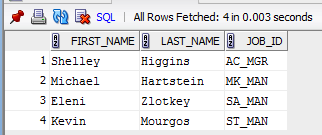 SQL | All Rows Fetched: 4 in 0.003 seconds
FIRST_NAME LAST_NAME JOB_ID
1 Shelley Higgins AC_MGR
2 Michael Hartstein MK_MAN
3 Eleni Zlotkey SA_MAN
4 Kevin Mourgos ST_MAN